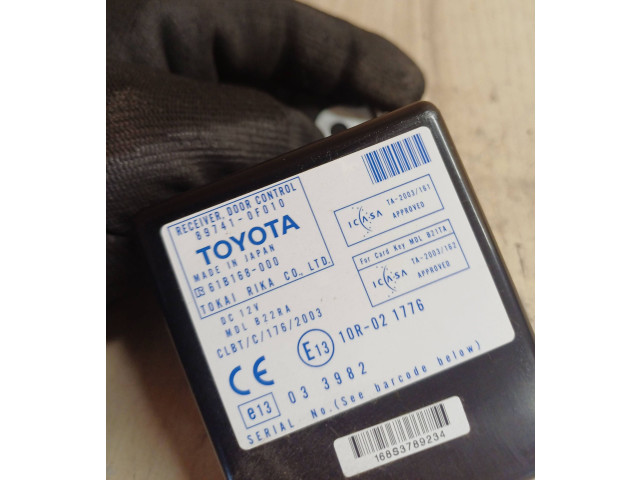 RECEIVER, DOOR CONTROL
89741-0F010
TOYOTA
MADE IN JAPAN
61B168-000
TOKAI RIKA CO., LTD.
DC 12V
MDL B22RA
CLBT/C/176/2003
ICASA
TA-2003/161
APPROVED
For Card Key MDL B21TA
ICASA
TA-2003/162
APPROVED
CE
E13 10R-02 1776
e13 03 3982
SERIAL No.(See barcode below)
168S3789234